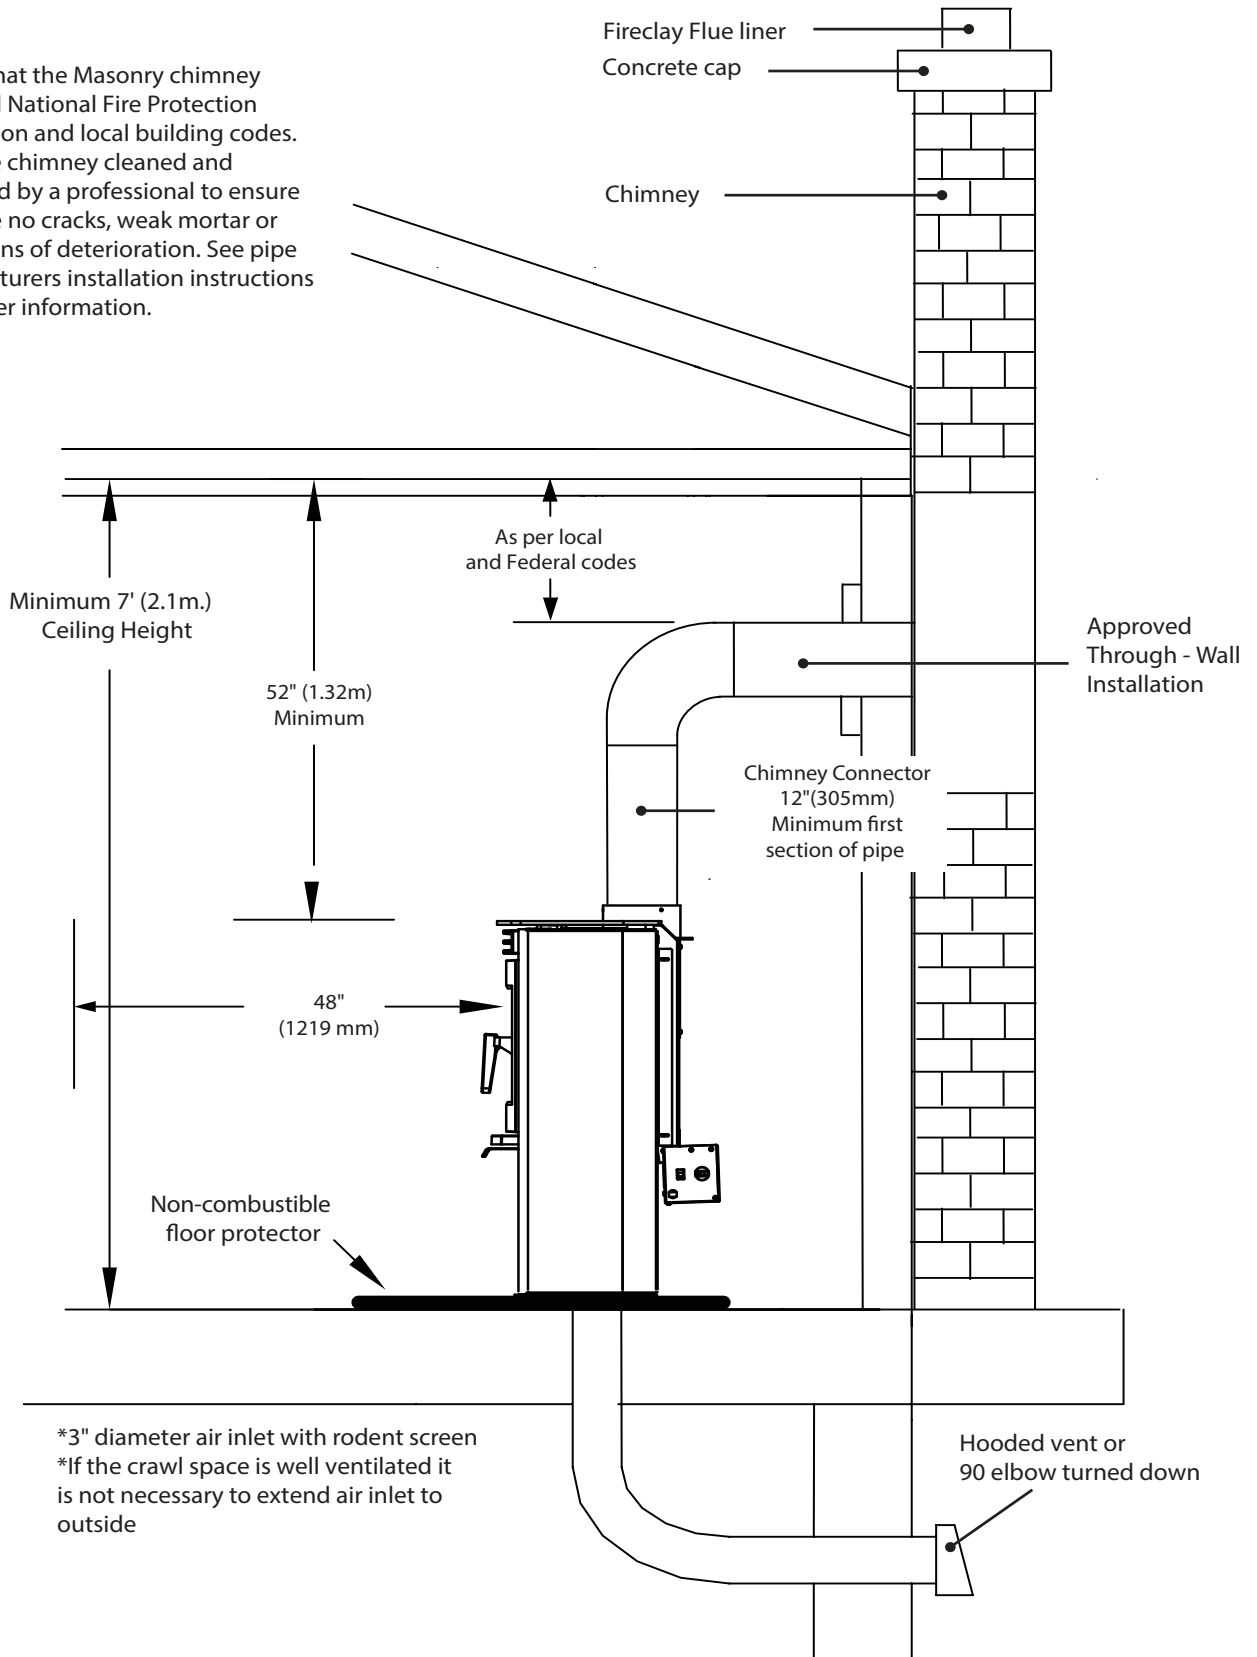 Fireclay Flue liner
Concrete cap
hat the Masonry chimney
National Fire Protection
on and local building codes.
chimney cleaned and
d by a professional to ensure
e no cracks, weak mortar or
ns of deterioration. See pipe
turers installation instructions
er information.
Chimney
As per local
and Federal codes
Minimum 7' (2.1m.)
Ceiling Height
52" (1.32m)
Minimum
Approved
Through - Wall
Installation
Chimney Connector
12"(305mm)
Minimum first
section of pipe
48"
(1219 mm)
Non-combustible
floor protector
*3" diameter air inlet with rodent screen
*If the crawl space is well ventilated it
is not necessary to extend air inlet to
outside
Hooded vent or
90 elbow turned down